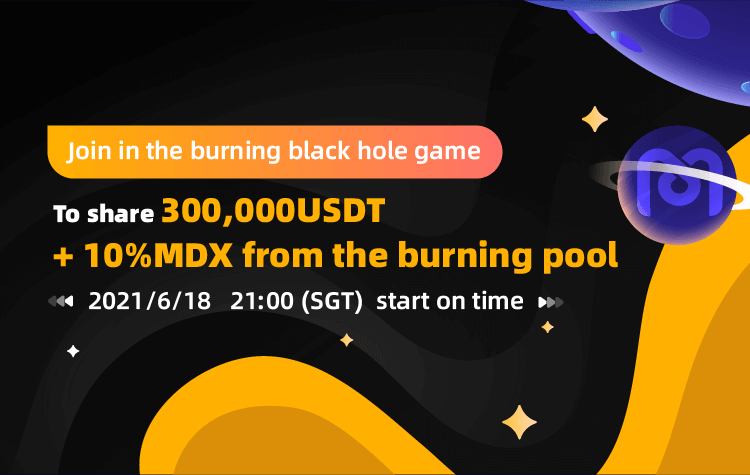 Join in the burning black hole game
To share 300,000USDT
+ 10%MDX from the burning pool
2021/6/18 21:00 (SGT) start on time